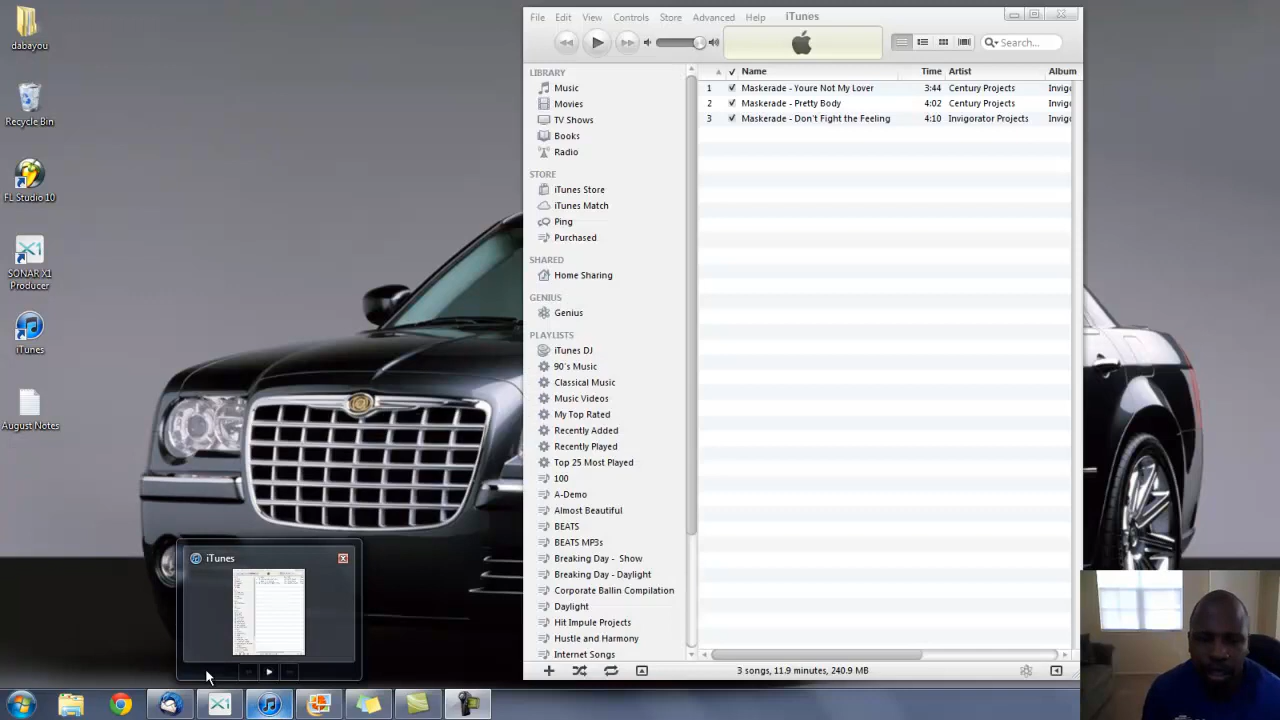 dabayou
Recycle Bin
FL Studio 10
SONAR X1
Producer
iTunes
August Notes
File Edit View Controls Store Advanced Help iTunes
Search...
LIBRARY
Music
Movies
TV Shows
Books
Radio
STORE
iTunes Store
iTunes Match
Ping
Purchased
SHARED
Home Sharing
GENIUS
Genius
PLAYLISTS
iTunes DJ
90's Music
Classical Music
Music Videos
My Top Rated
Recently Added
Recently Played
Top 25 Most Played
100
A-Demo
Almost Beautiful
BEATS
BEATS MP3s
Breaking Day - Show
Breaking Day - Daylight
Corporate Ballin Compilation
Daylight
Hit Impule Projects
Hustle and Harmony
Internet Songs
Name Time Artist Album
1 Maskerade - Youre Not My Lover 3:44 Century Projects Invigo
2 Maskerade - Pretty Body 4:02 Century Projects Invigo
3 Maskerade - Don't Fight the Feeling 4:10 Invigorator Projects Invigo
3 songs, 11.9 minutes, 240.9 MB
iTunes
X1